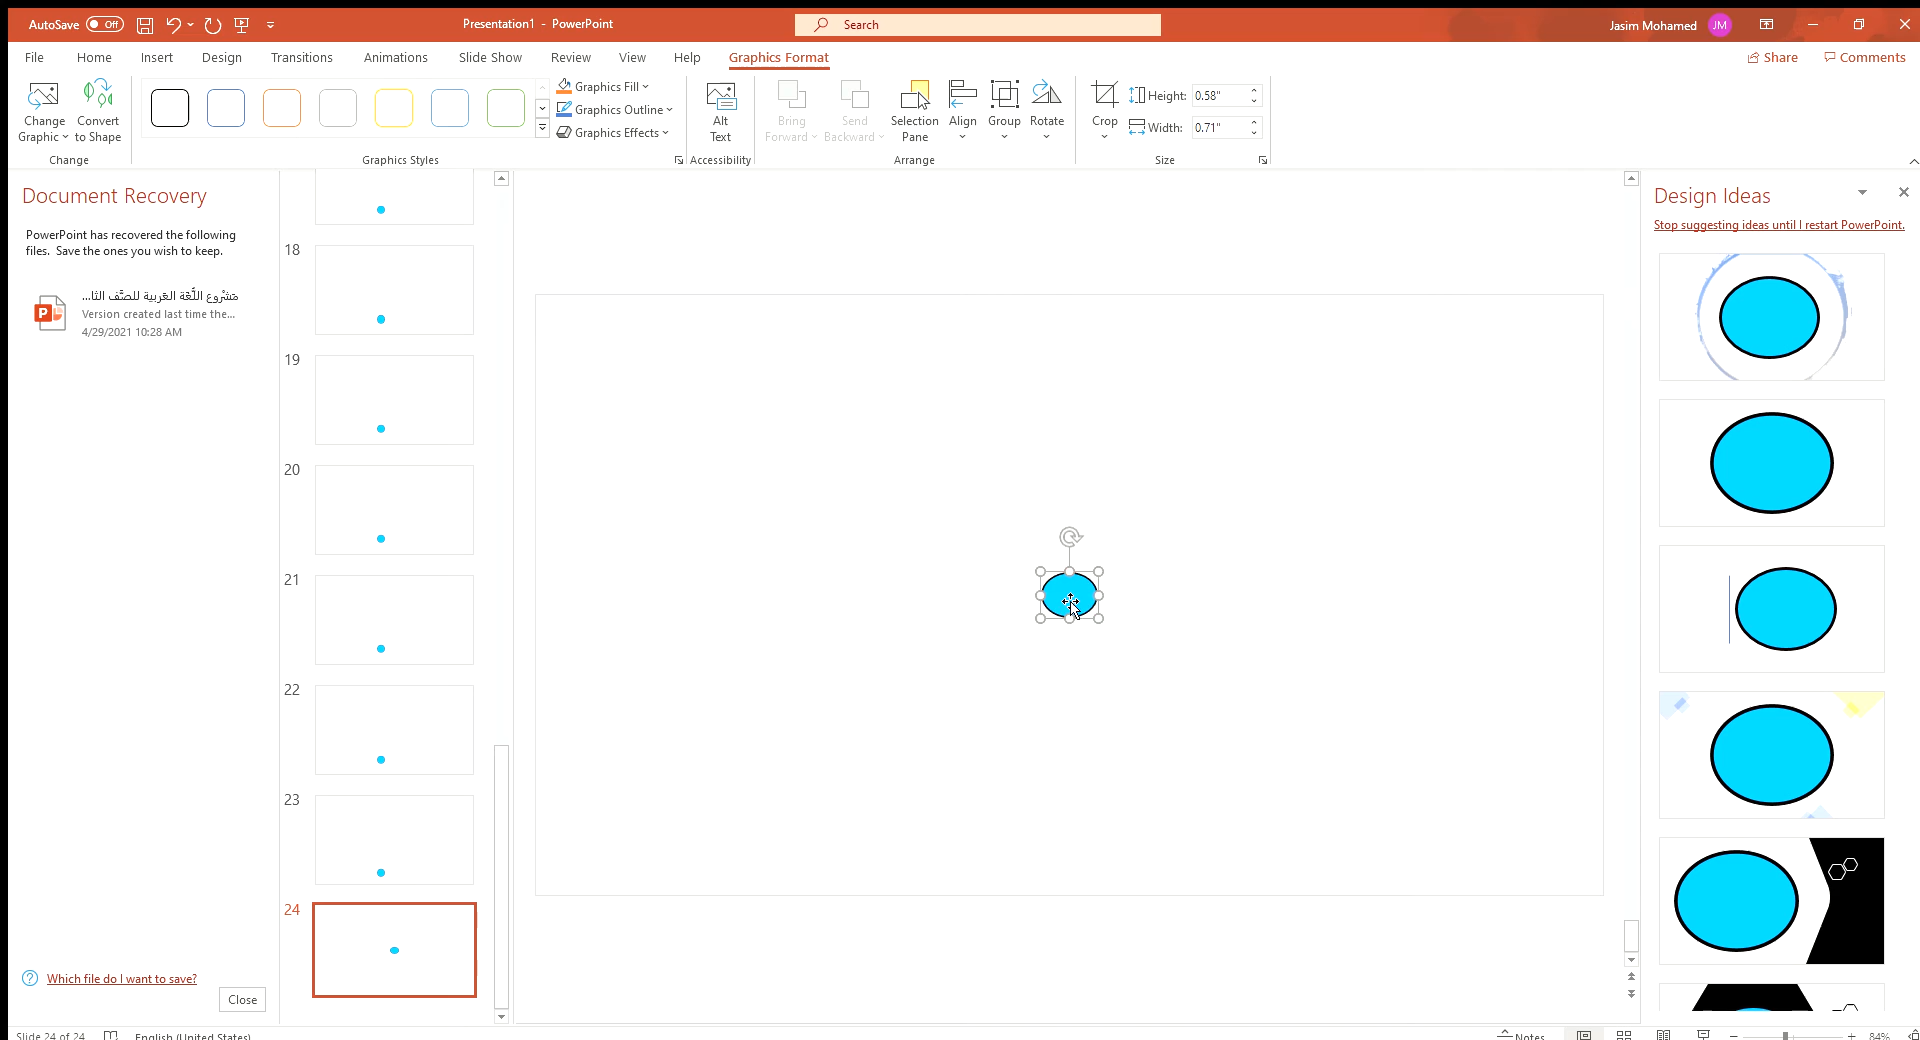 AutoSave Off
Presentation1 - PowerPoint
Search
Jasim Mohamed JM
File Home Insert Design Transitions Animations Slide Show Review View Help Graphics Format
Share Comments
Change Graphic
Convert to Shape
Change
Graphics Fill
Graphics Outline
Graphics Effects
Graphics Styles
Alt Text
Accessibility
Bring Forward
Send Backward
Selection Pane
Align
Group
Rotate
Arrange
Crop
Height: 0.58"
Width: 0.71"
Size
Document Recovery
PowerPoint has recovered the following
files. Save the ones you wish to keep.
مَشْروع اللُّغَة العَربية للصَّف الثا...
Version created last time the...
4/29/2021 10:28 AM
Which file do I want to save?
Close
18
19
20
21
22
23
24
Design Ideas
Stop suggesting ideas until I restart PowerPoint.
Slide 24 of 24
English (United States)
Notes
84%